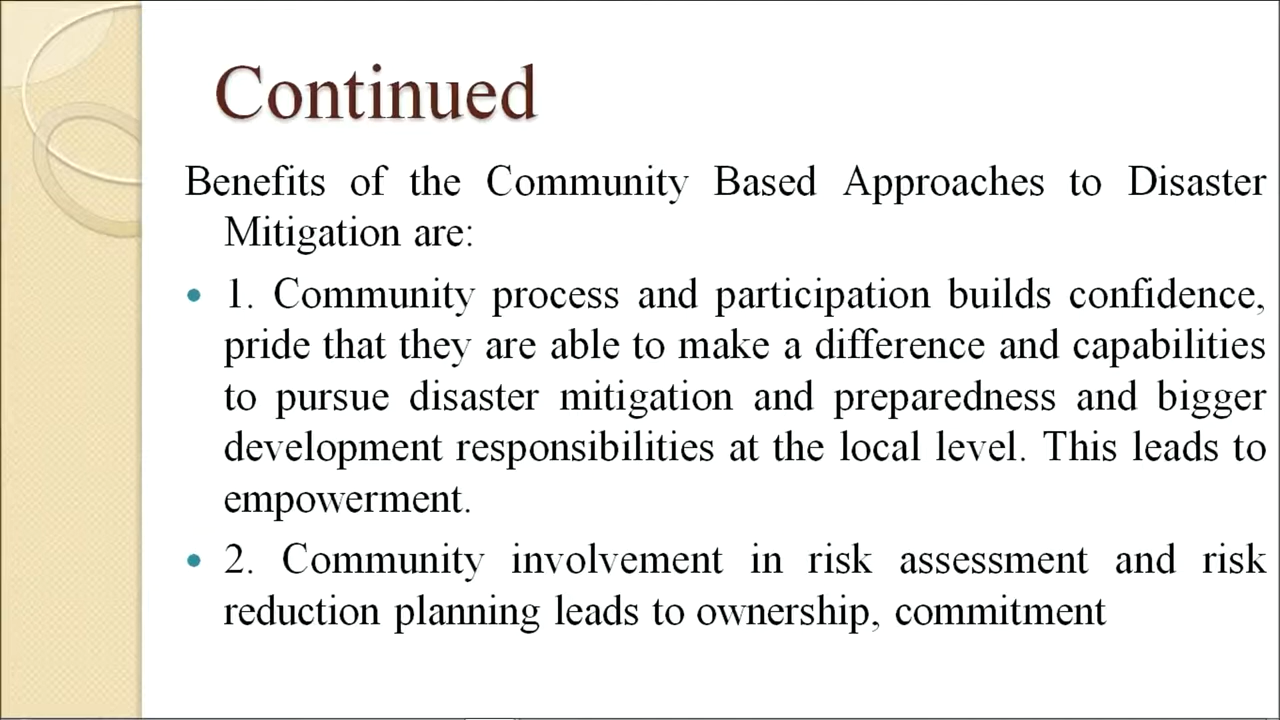 Continued
Benefits of the Community Based Approaches to Disaster
Mitigation are:
• 1. Community process and participation builds confidence,
pride that they are able to make a difference and capabilities
to pursue disaster mitigation and preparedness and bigger
development responsibilities at the local level. This leads to
empowerment.
• 2. Community involvement in risk assessment and risk
reduction planning leads to ownership, commitment